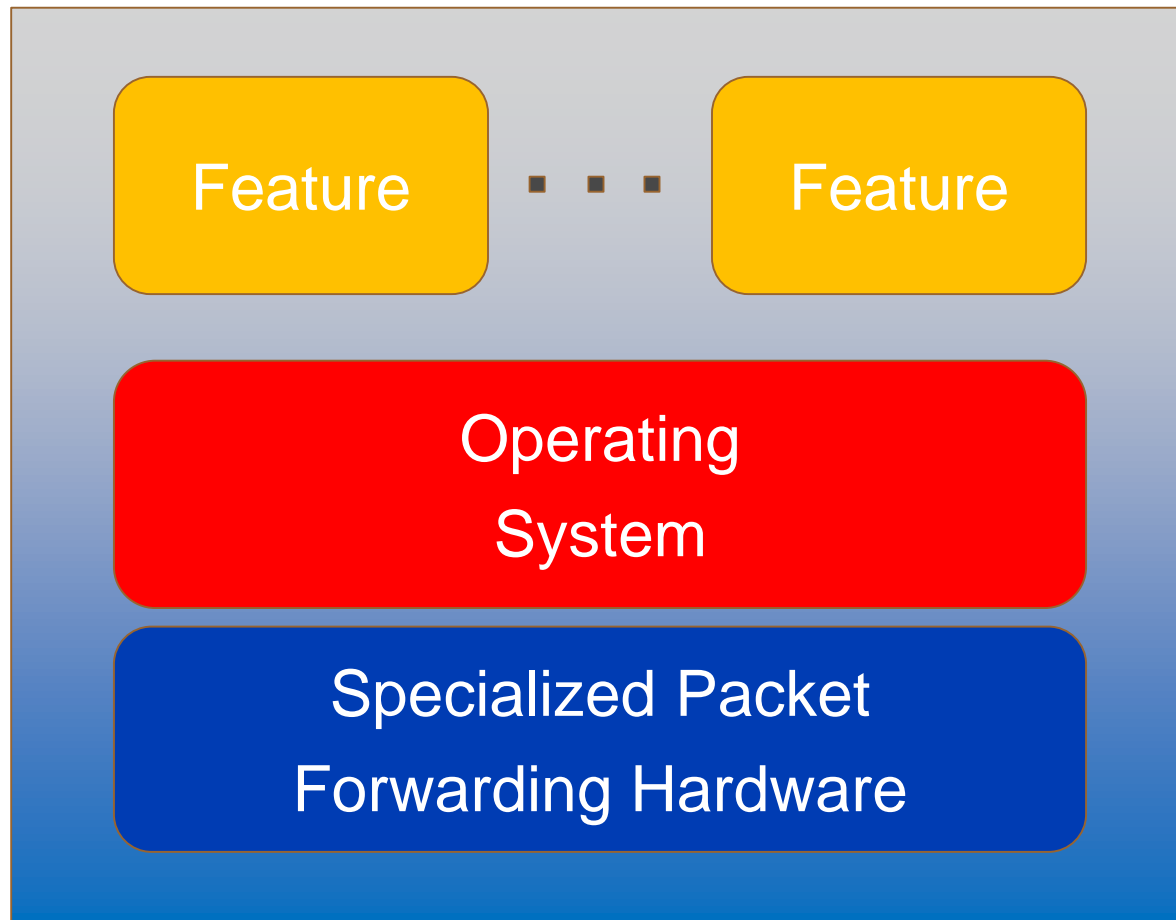 Feature
Feature
Operating
System
Specialized Packet
Forwarding Hardware